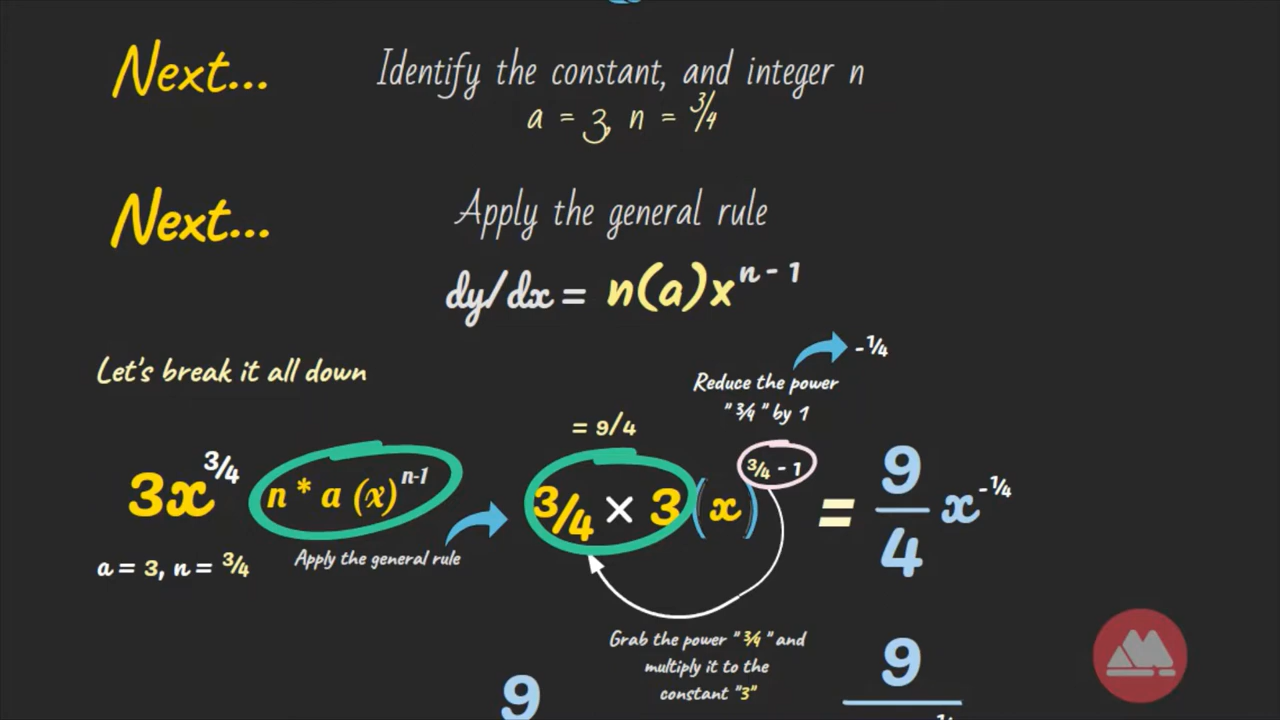 Next...
Identify the constant, and integer n
a = 3, n = ¾
Next...
Apply the general rule
dy/dx = n(a)x^n - 1
Let's break it all down
-¼
Reduce the power
"¾" by 1
= 9/4
3x^¾ n * a (x)^n-1 ¾ × 3 (x)^¾ - 1 = 9/4 x^-¼
Apply the general rule
a = 3, n = ¾
Grab the power "¾" and
multiply it to the
constant "3"
9 9